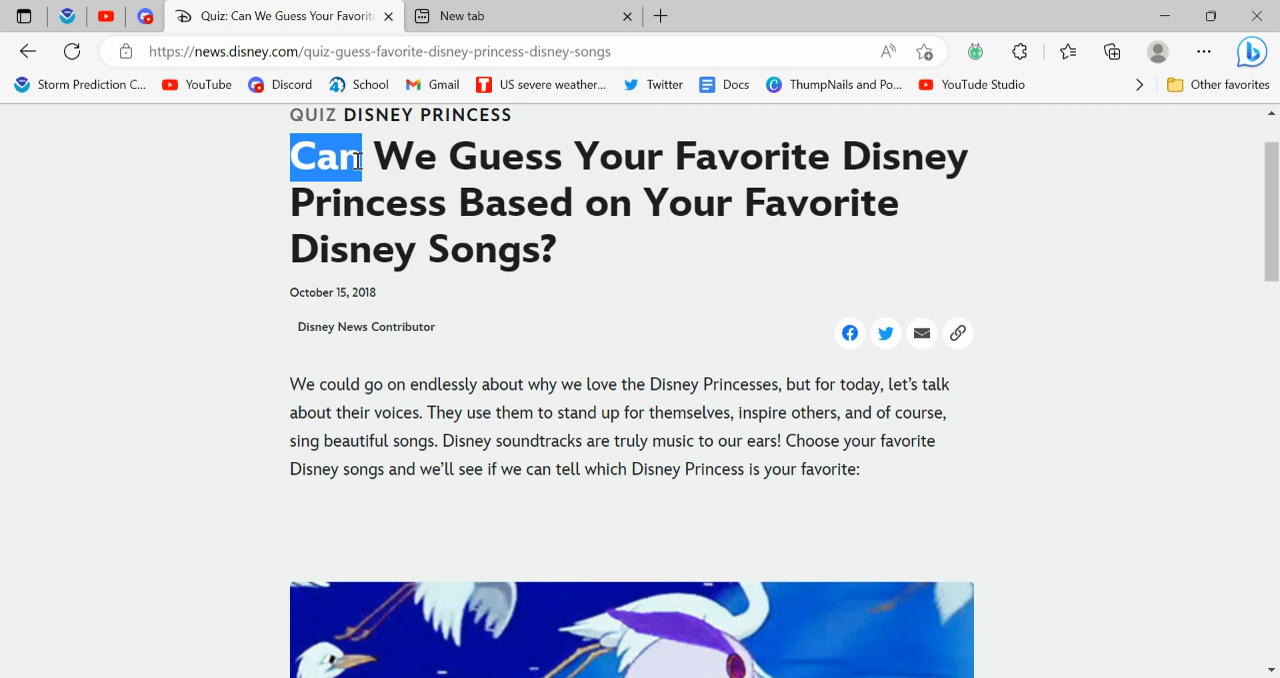 Quiz: Can We Guess Your Favorit
New tab
https://news.disney.com/quiz-guess-favorite-disney-princess-disney-songs
Storm Prediction C...
YouTube
Discord
School
Gmail
US severe weather...
Twitter
Docs
ThumpNails and Po...
YouTude Studio
Other favorites
QUIZ DISNEY PRINCESS
Can We Guess Your Favorite Disney
Princess Based on Your Favorite
Disney Songs?
October 15, 2018
Disney News Contributor
We could go on endlessly about why we love the Disney Princesses, but for today, let's talk
about their voices. They use them to stand up for themselves, inspire others, and of course,
sing beautiful songs. Disney soundtracks are truly music to our ears! Choose your favorite
Disney songs and we'll see if we can tell which Disney Princess is your favorite: